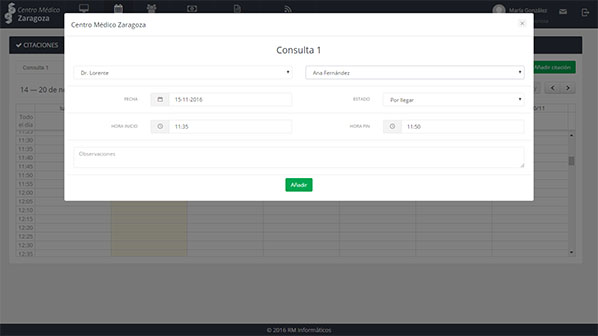 Centro Médico
Zaragoza
María González
Centro Médico Zaragoza
×
CITACIONES
Consulta 1
Consulta 1
Añadir citación
Dr. Lorente
Ana Fernández
14 — 20 de nov
FECHA
15-11-2016
ESTADO
Por llegar
Todo
el día
HORA INICIO
11:35
HORA FIN
11:50
Observaciones
11:30
11:35
11:40
11:45
11:50
11:55
12:00
12:05
12:10
12:15
12:20
12:25
12:30
12:35
Añadir
© 2016 RM Informáticos